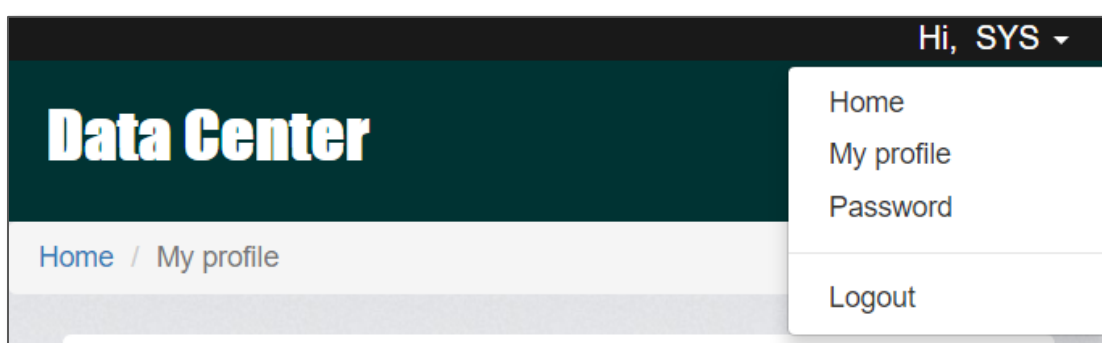 Hi, SYS
Data Center
Home / My profile
Home
My profile
Password
Logout